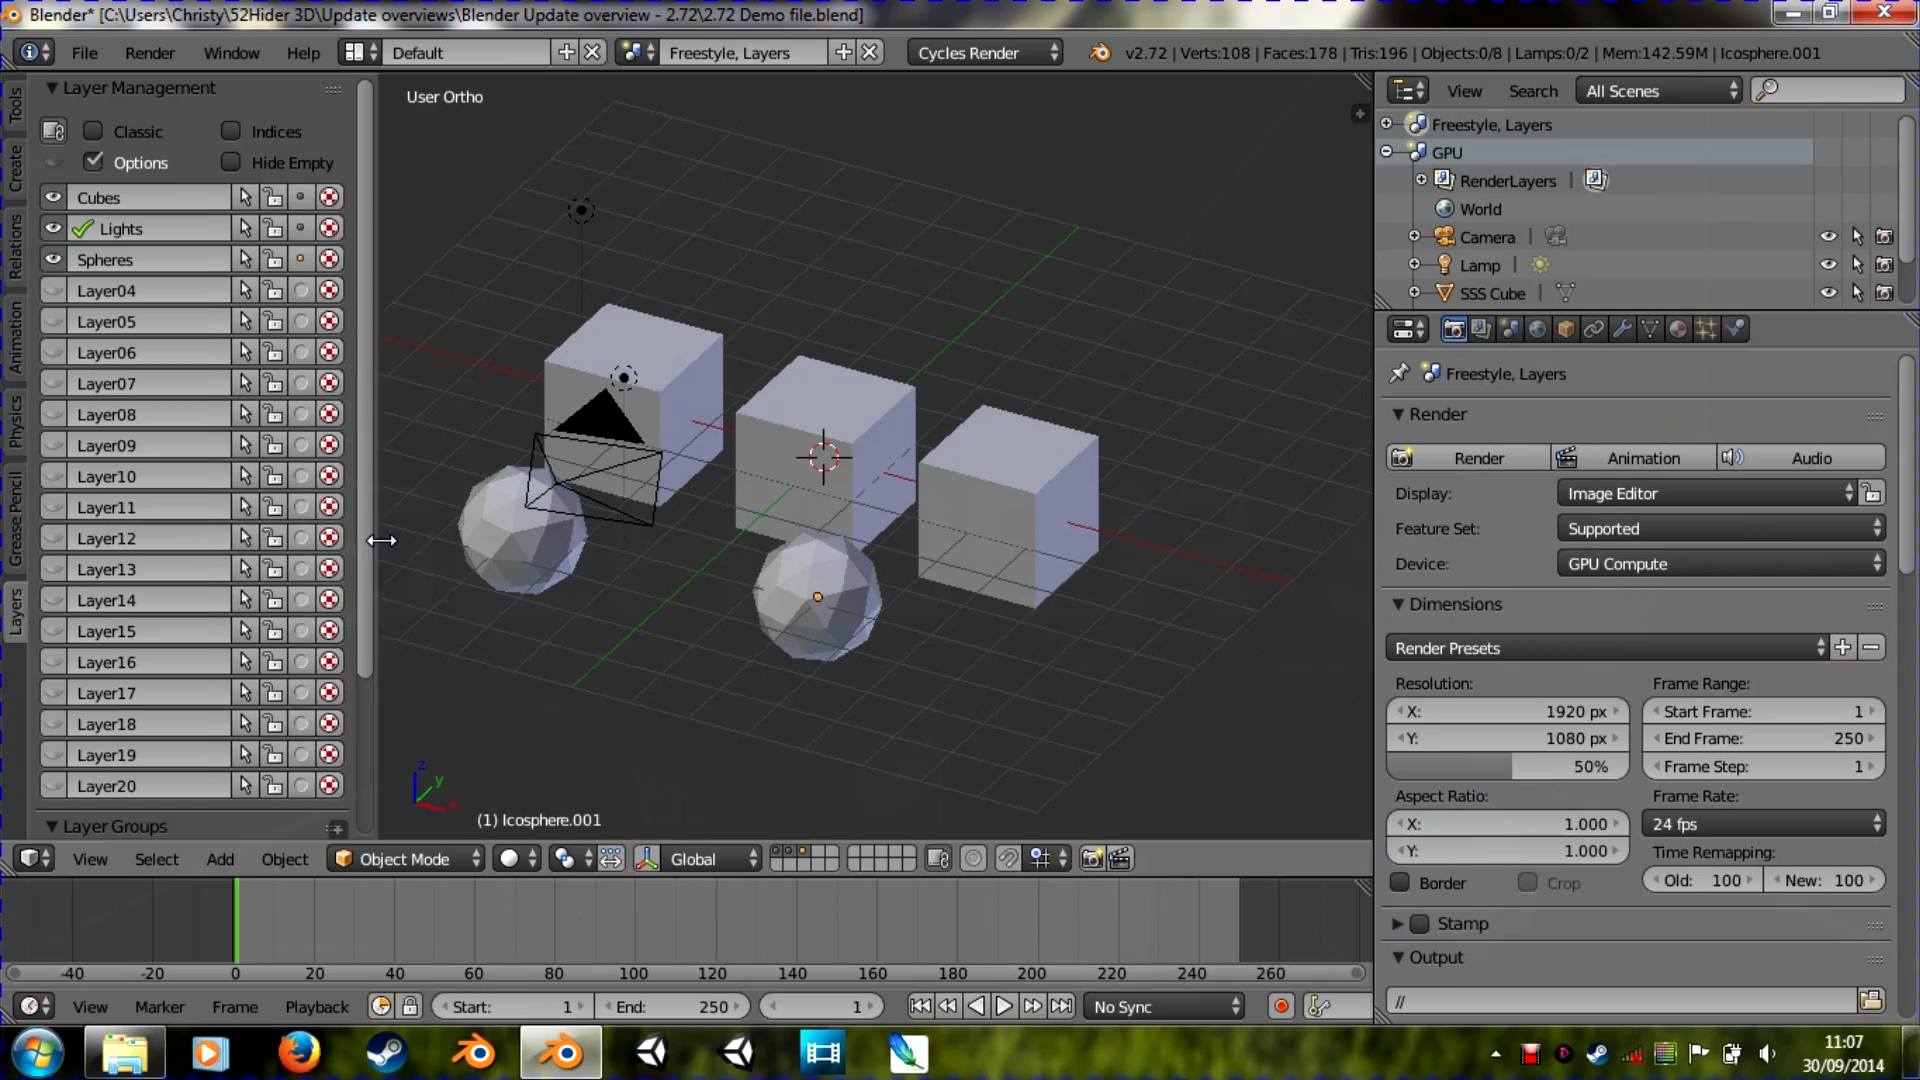 Blender* [C:\Users\Christy\52Hider 3D\Update overviews\Blender Update overview - 2.72\2.72 Demo file.blend]
File Render Window Help Default Freestyle, Layers Cycles Render v2.72 | Verts:108 | Faces:178 | Tris:196 | Objects:0/8 | Lamps:0/2 | Mem:142.59M | Icosphere.001
Tools
Create
Relations
Animation
Physics
Grease Pencil
Layers
Layer Management
Classic Indices
Options Hide Empty
Cubes
Lights
Spheres
Layer04
Layer05
Layer06
Layer07
Layer08
Layer09
Layer10
Layer11
Layer12
Layer13
Layer14
Layer15
Layer16
Layer17
Layer18
Layer19
Layer20
Layer Groups
User Ortho
z
y
x
(1) Icosphere.001
View Select Add Object Object Mode Global
-40 -20 0 20 40 60 80 100 120 140 160 180 200 220 240 260
View Marker Frame Playback Start: 1 End: 250 1 No Sync
View Search All Scenes
Freestyle, Layers
GPU
RenderLayers |
World
Camera |
Lamp |
SSS Cube |
Freestyle, Layers
Render
Render Animation Audio
Display: Image Editor
Feature Set: Supported
Device: GPU Compute
Dimensions
Render Presets
Resolution: Frame Range:
X: 1920 px Start Frame: 1
Y: 1080 px End Frame: 250
50% Frame Step: 1
Aspect Ratio: Frame Rate:
X: 1.000 24 fps
Y: 1.000 Time Remapping:
Border Crop Old: 100 New: 100
Stamp
Output
//
11:07
30/09/2014